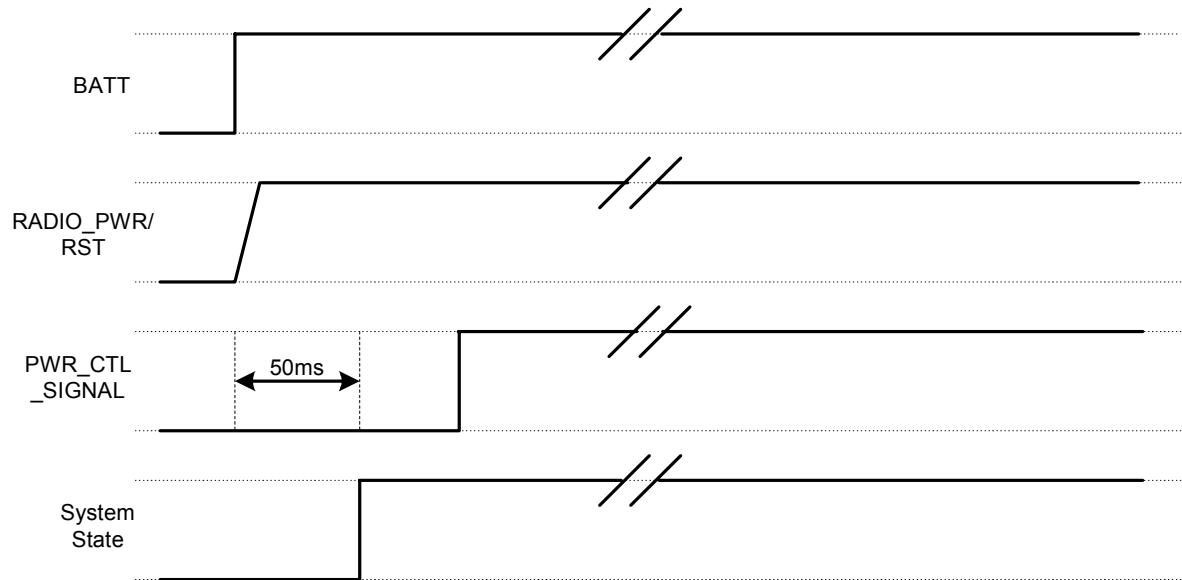 BATT
RADIO_PWR/
RST
PWR_CTL
_SIGNAL
50ms
System
State